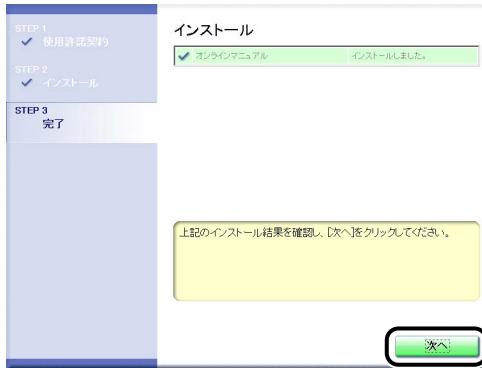 STEP 1
使用許諾契約
STEP 2
インストール
STEP 3
完了
インストール
オンラインマニュアル インストールしました。
上記のインストール結果を確認し、[次へ]をクリックしてください。
次へ